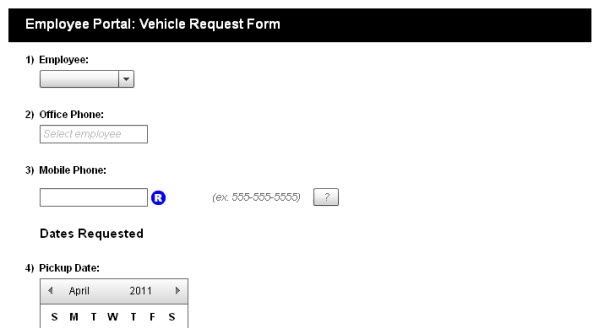 Employee Portal: Vehicle Request Form
1) Employee:
2) Office Phone:
Select employee
3) Mobile Phone:
R (ex. 555-555-5555) ?
Dates Requested
4) Pickup Date:
April 2011
S M T W T F S